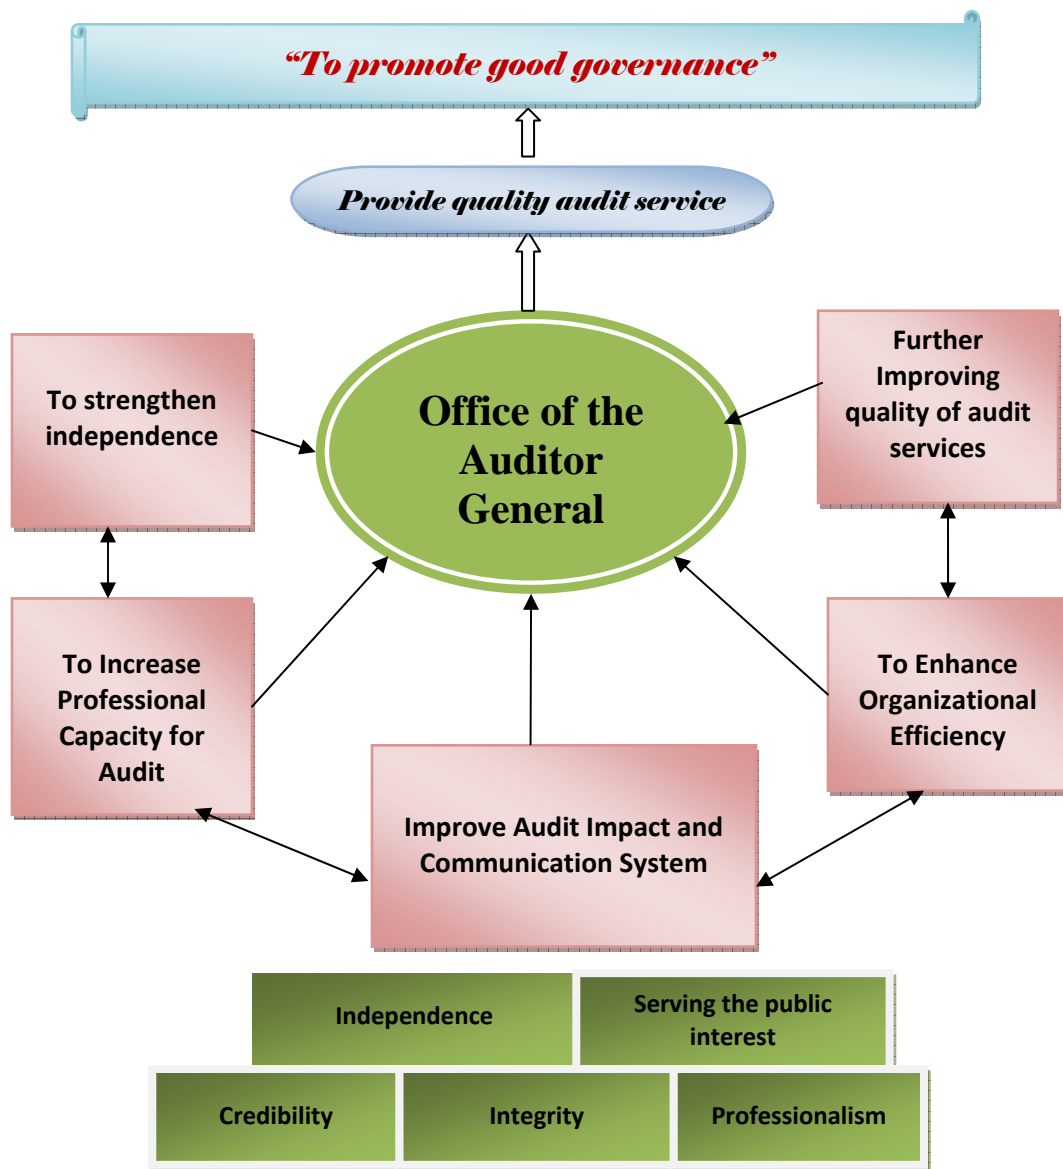 “To promote good governance”
Provide quality audit service
To strengthen
independence
Office of the
Auditor
General
Further
Improving
quality of audit
services
To Increase
Professional
Capacity for
Audit
Improve Audit Impact and
Communication System
To Enhance
Organizational
Efficiency
Independence
Serving the public
interest
Credibility
Integrity
Professionalism